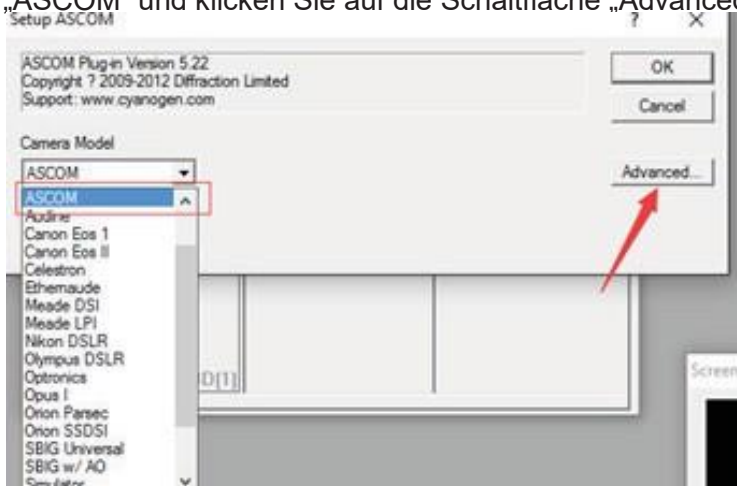 „ASCOM“ und klicken Sie auf die Schaltfläche „Advanced
Setup ASCOM ? X
ASCOM Plug-in Version 5.22
Copyright ? 2009-2012 Diffraction Limited
Support: www.cyanogen.com
OK
Cancel
Camera Model
ASCOM
Advanced...
ASCOM
Audine
Canon Eos 1
Canon Eos II
Celestron
Ethernaude
Meade DSI
Meade LPI
Nikon DSLR
Olympus DSLR
Optronics
D[1]
Opus I
Orion Parsec
Orion SSDSI
SBIG Universal
SBIG w/ AO
Simulator
Screen